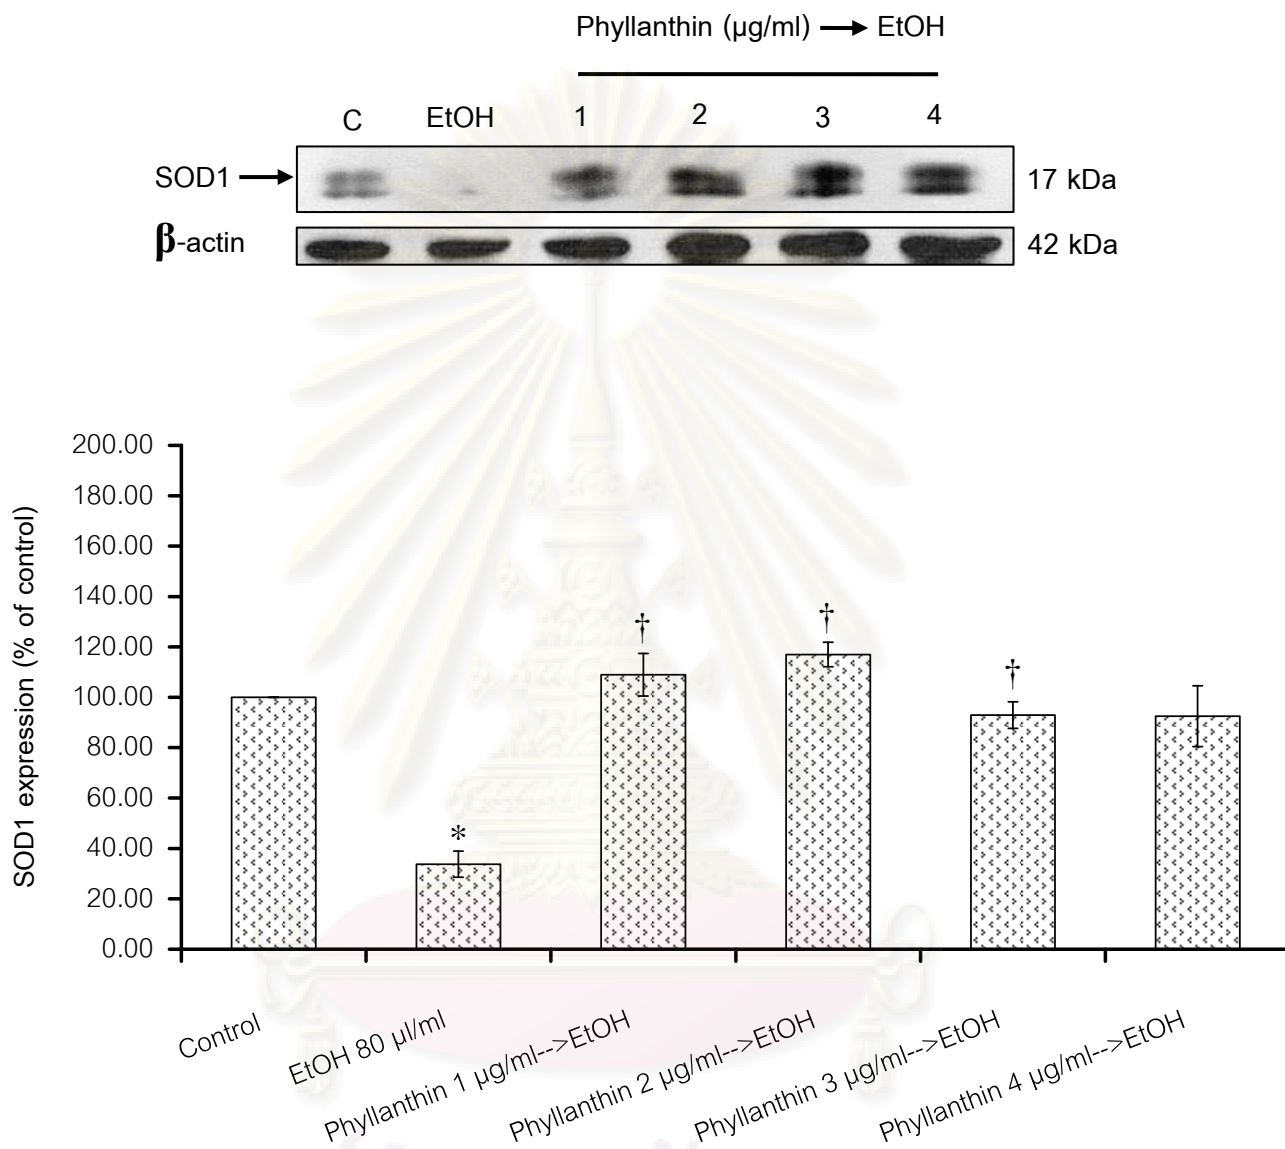 Phyllanthin (µg/ml) → EtOH
C EtOH 1 2 3 4
SOD1 → 17 kDa
β-actin 42 kDa
SOD1 expression (% of control)
200.00
180.00
160.00
140.00
† †
120.00
†
100.00
80.00
60.00
*
40.00
20.00
0.00
Control
EtOH 80 µl/ml
Phyllanthin 1 µg/ml-->EtOH
Phyllanthin 2 µg/ml-->EtOH
Phyllanthin 3 µg/ml-->EtOH
Phyllanthin 4 µg/ml-->EtOH